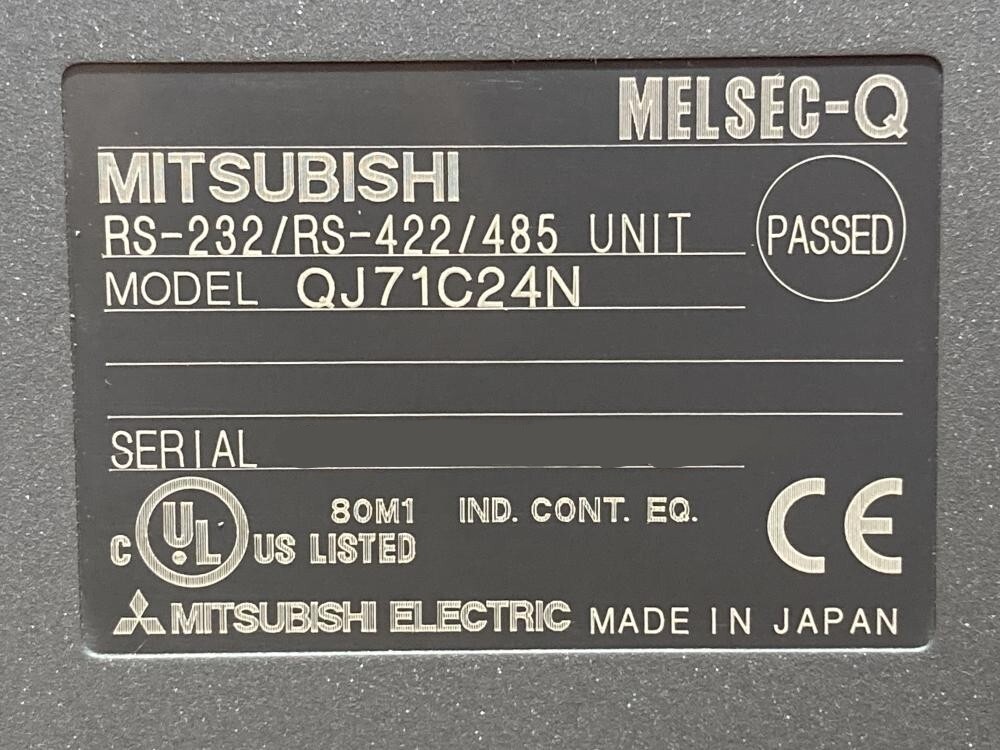 MELSEC-Q
MITSUBISHI
RS-232/RS-422/485 UNIT
PASSED
MODEL QJ71C24N
SERIAL
80M1 IND. CONT. EQ.
C UL US LISTED
CE
MITSUBISHI ELECTRIC MADE IN JAPAN